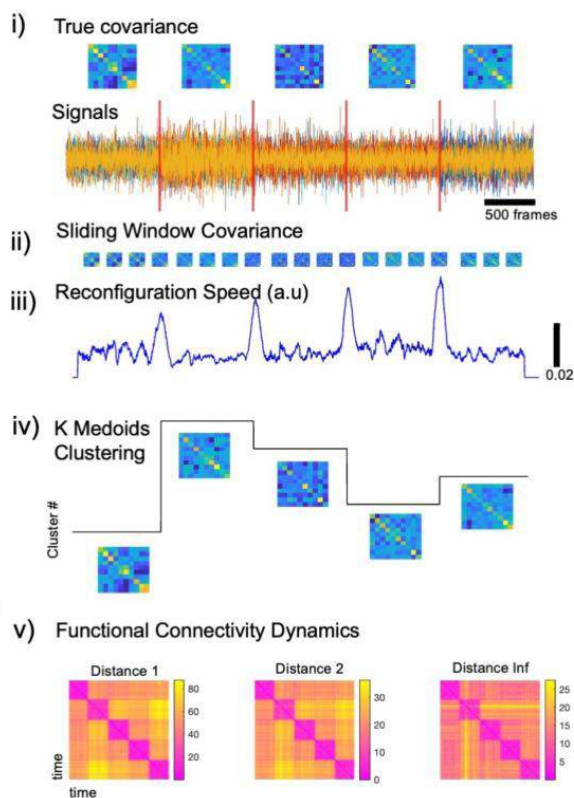 i) True covariance
Signals
500 frames
ii) Sliding Window Covariance
iii) Reconfiguration Speed (a.u)
0.02
iv) K Medoids
Clustering
Cluster #
v) Functional Connectivity Dynamics
Distance 1
Distance 2
Distance Inf
80
60
40
20
30
20
10
0
25
20
15
10
5
time
time